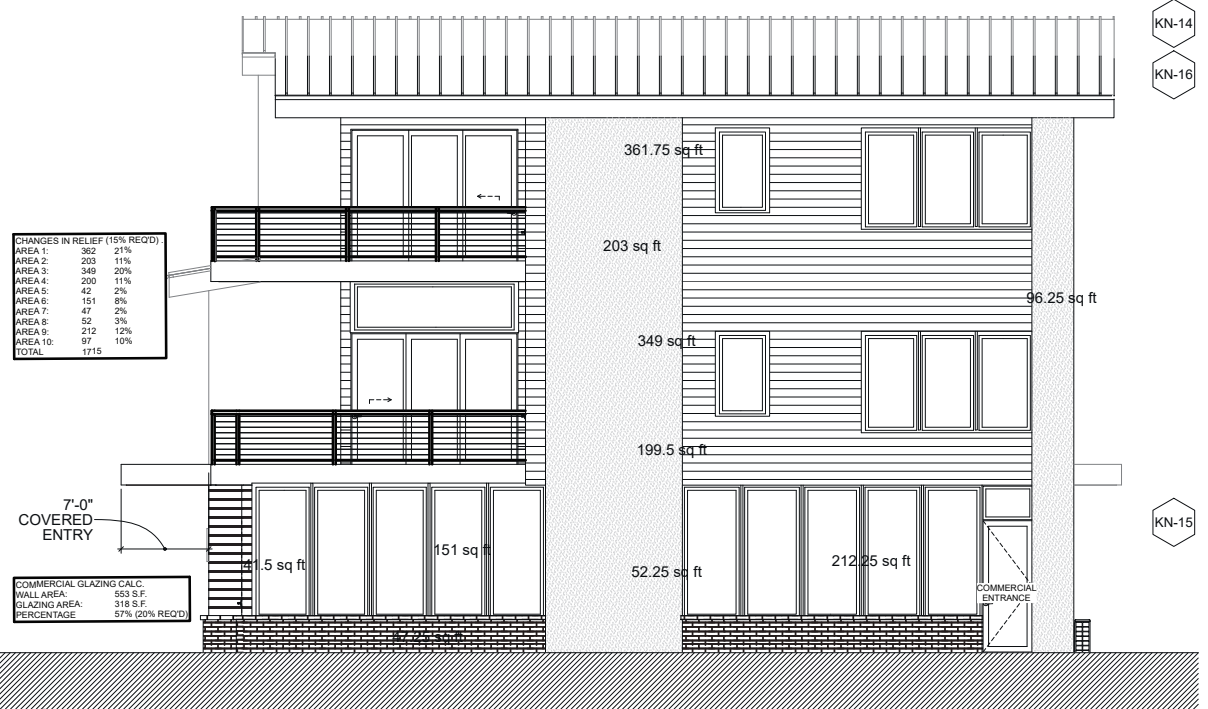 KN-14
KN-16
361.75 sq ft
203 sq ft
CHANGES IN RELIEF (15% REQ'D) .
AREA 1: 362 21%
AREA 2: 203 11%
AREA 3: 349 20%
AREA 4: 200 11%
AREA 5: 42 2%
AREA 6: 151 8%
AREA 7: 47 2%
AREA 8: 52 3%
AREA 9: 212 12%
AREA 10: 97 10%
TOTAL 1715
96.25 sq ft
349 sq ft
199.5 sq ft
7'-0"
COVERED
ENTRY
KN-15
151 sq ft
41.5 sq ft
52.25 sq ft
212.25 sq ft
COMMERCIAL
ENTRANCE
COMMERCIAL GLAZING CALC.
WALL AREA: 553 S.F.
GLAZING AREA: 318 S.F.
PERCENTAGE 57% (20% REQ'D)
sq ft